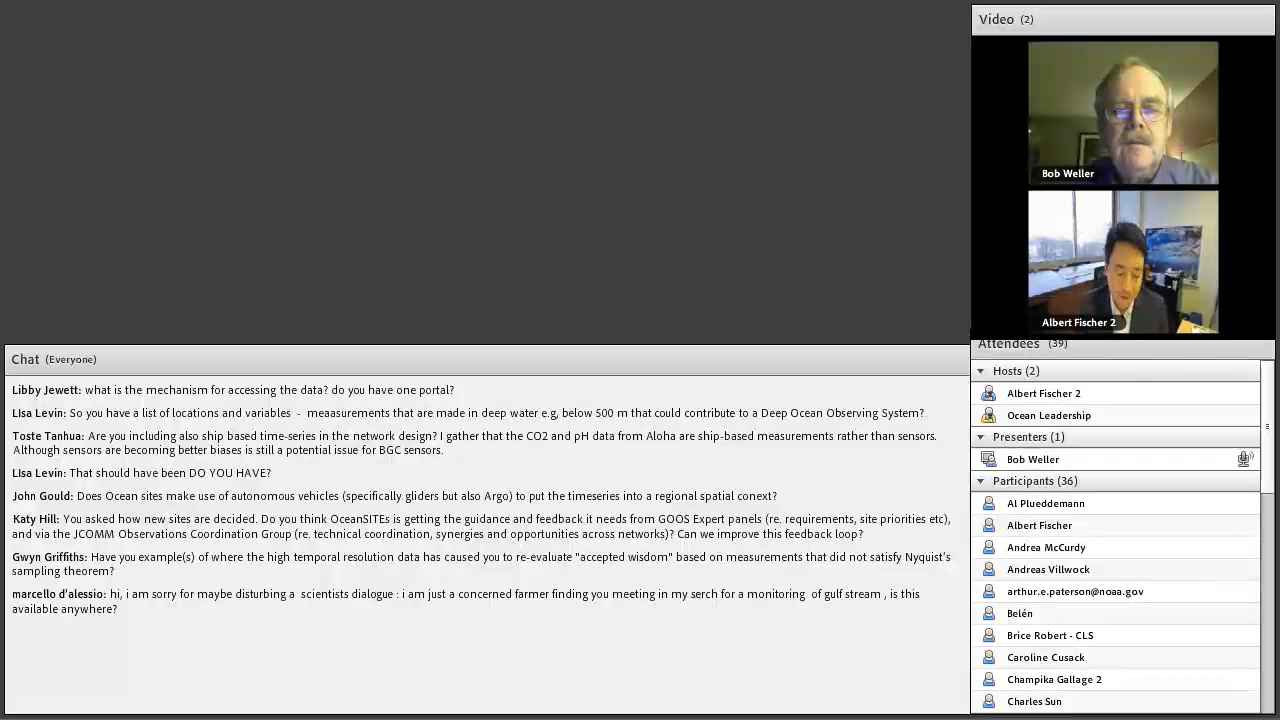 Video (2)
Bob Weller
Albert Fischer 2
Attendees (39)
Hosts (2)
Albert Fischer 2
Ocean Leadership
Presenters (1)
Bob Weller
Participants (36)
Al Plueddemann
Albert Fischer
Andrea McCurdy
Andreas Villwock
arthur.e.paterson@noaa.gov
Belén
Brice Robert - CLS
Caroline Cusack
Champika Gallage 2
Charles Sun
Chat (Everyone)
Libby Jewett: what is the mechanism for accessing the data? do you have one portal?
LIsa Levin: So you have a list of locations and variables - meaasurements that are made in deep water e.g, below 500 m that could contribute to a Deep Ocean Observing System?
Toste Tanhua: Are you including also ship based time-series in the network design? I gather that the CO2 and pH data from Aloha are ship-based measurements rather than sensors.
Although sensors are becoming better biases is still a potential issue for BGC sensors.
LIsa Levin: That should have been DO YOU HAVE?
John Gould: Does Ocean sites make use of autonomous vehicles (specifically gliders but also Argo) to put the timeseries into a regional spatial conext?
Katy Hill: You asked how new sites are decided. Do you think OceanSITEs is getting the guidance and feedback it needs from GOOS Expert panels (re. requirements, site priorities etc),
and via the JCOMM Observations Coordination Group (re. technical coordination, synergies and opportunities across networks)? Can we improve this feedback loop?
Gwyn Griffiths: Have you example(s) of where the high temporal resolution data has caused you to re-evaluate "accepted wisdom" based on measurements that did not satisfy Nyquist's
sampling theorem?
marcello d'alessio: hi, i am sorry for maybe disturbing a scientists dialogue : i am just a concerned farmer finding you meeting in my serch for a monitoring of gulf stream , is this
available anywhere?